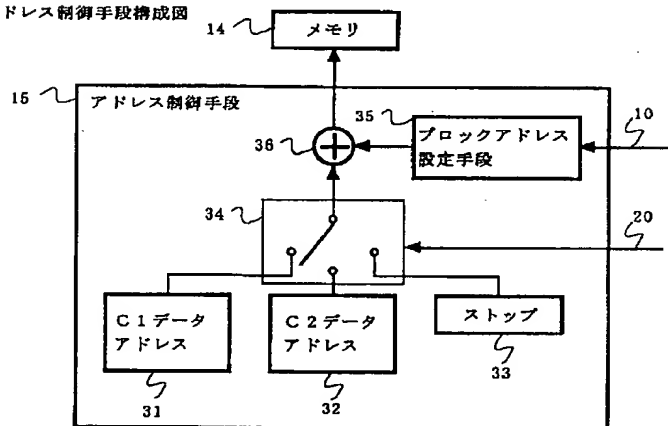 ドレス制御手段構成図
14
メモリ
15
アドレス制御手段
35
ブロックアドレス
設定手段
10
36
34
20
C1データ
アドレス
C2データ
アドレス
ストップ
31
32
33